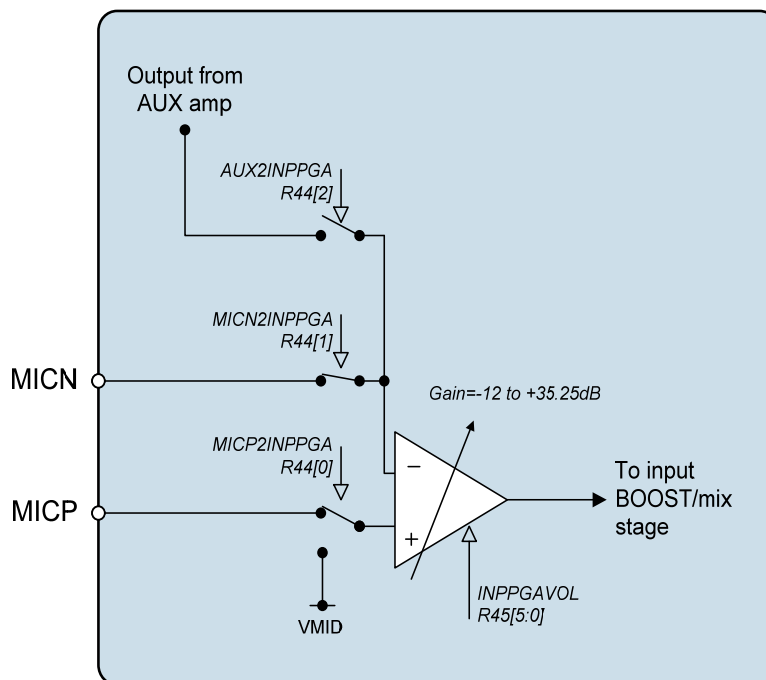 Output from
AUX amp
AUX2INPPGA
R44[2]
MICN2INPPGA
R44[1]
MICN
Gain=-12 to +35.25dB
MICP2INPPGA
R44[0]
MICP
−
+
To input
BOOST/mix
stage
VMID
INPPGAVOL
R45[5:0]